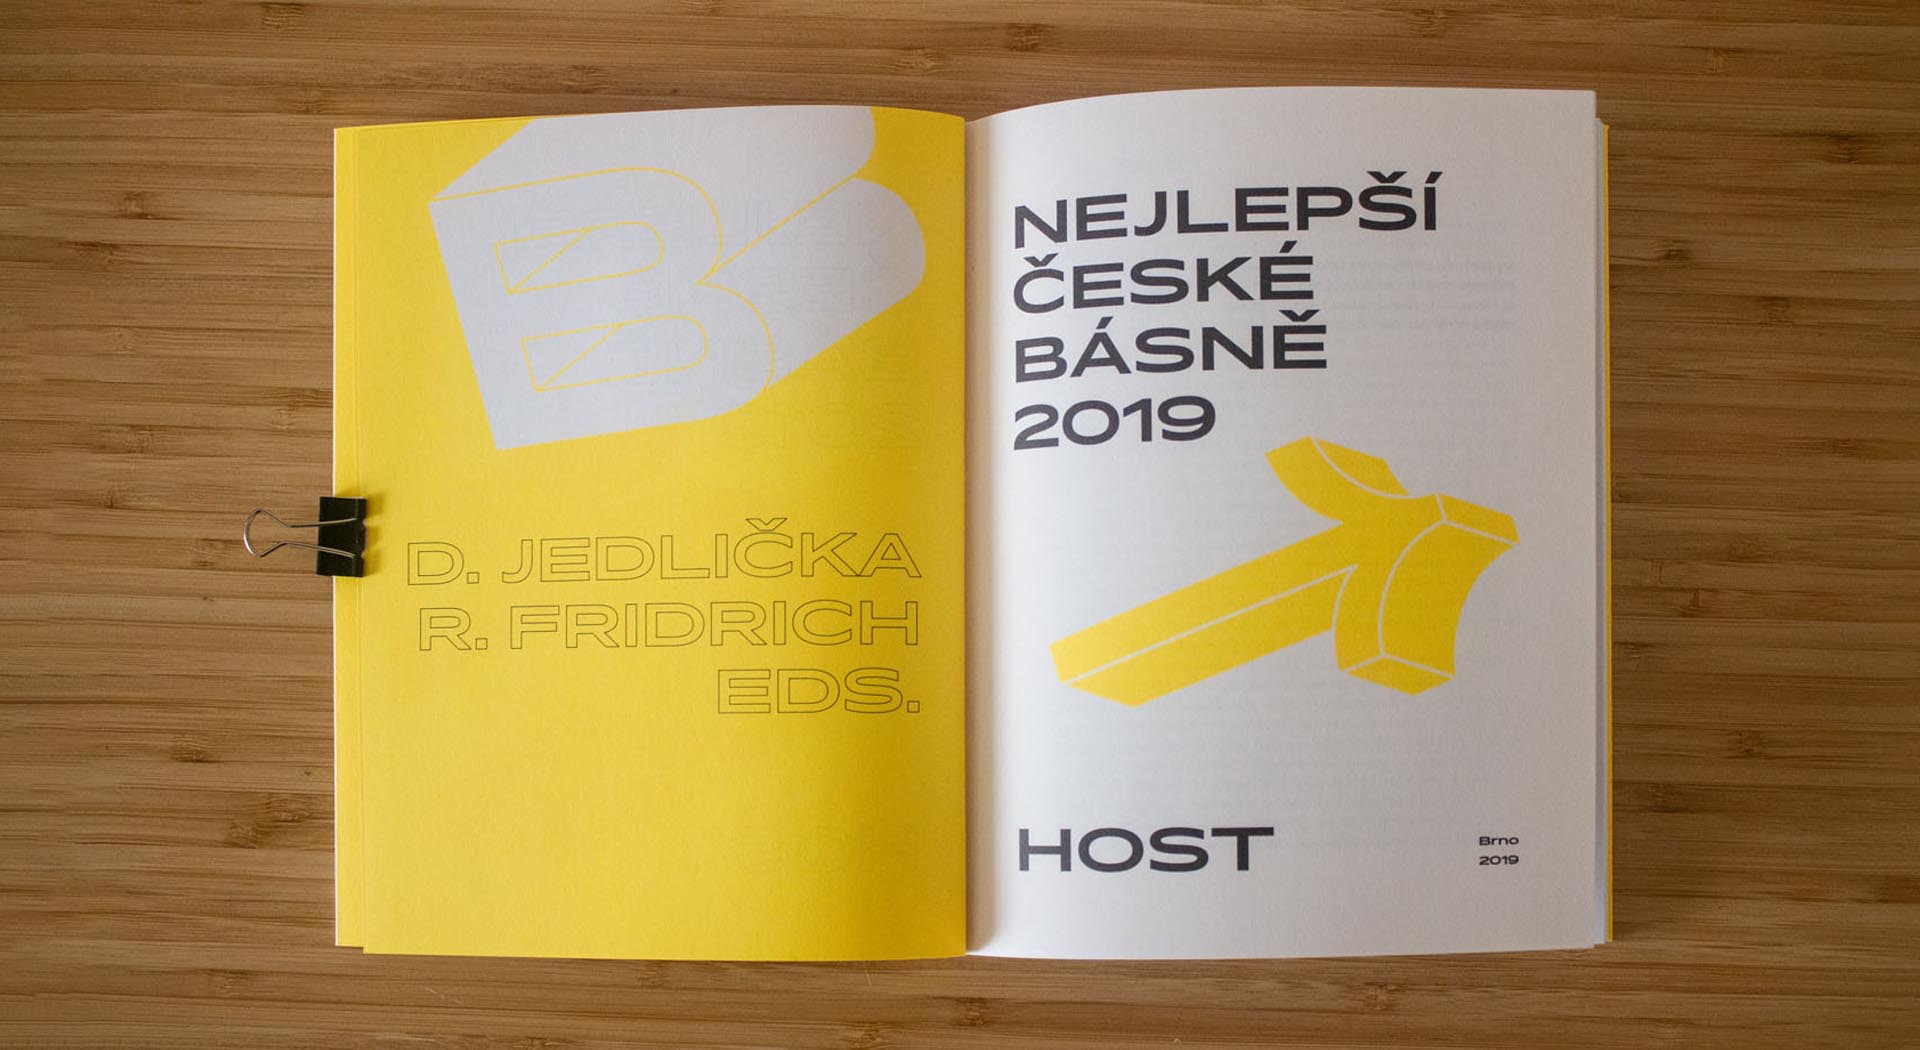 B
D. JEDLIČKA
R. FRIDRICH
EDS.
NEJLEPŠÍ
ČESKÉ
BÁSNĚ
2019
HOST
Brno
2019